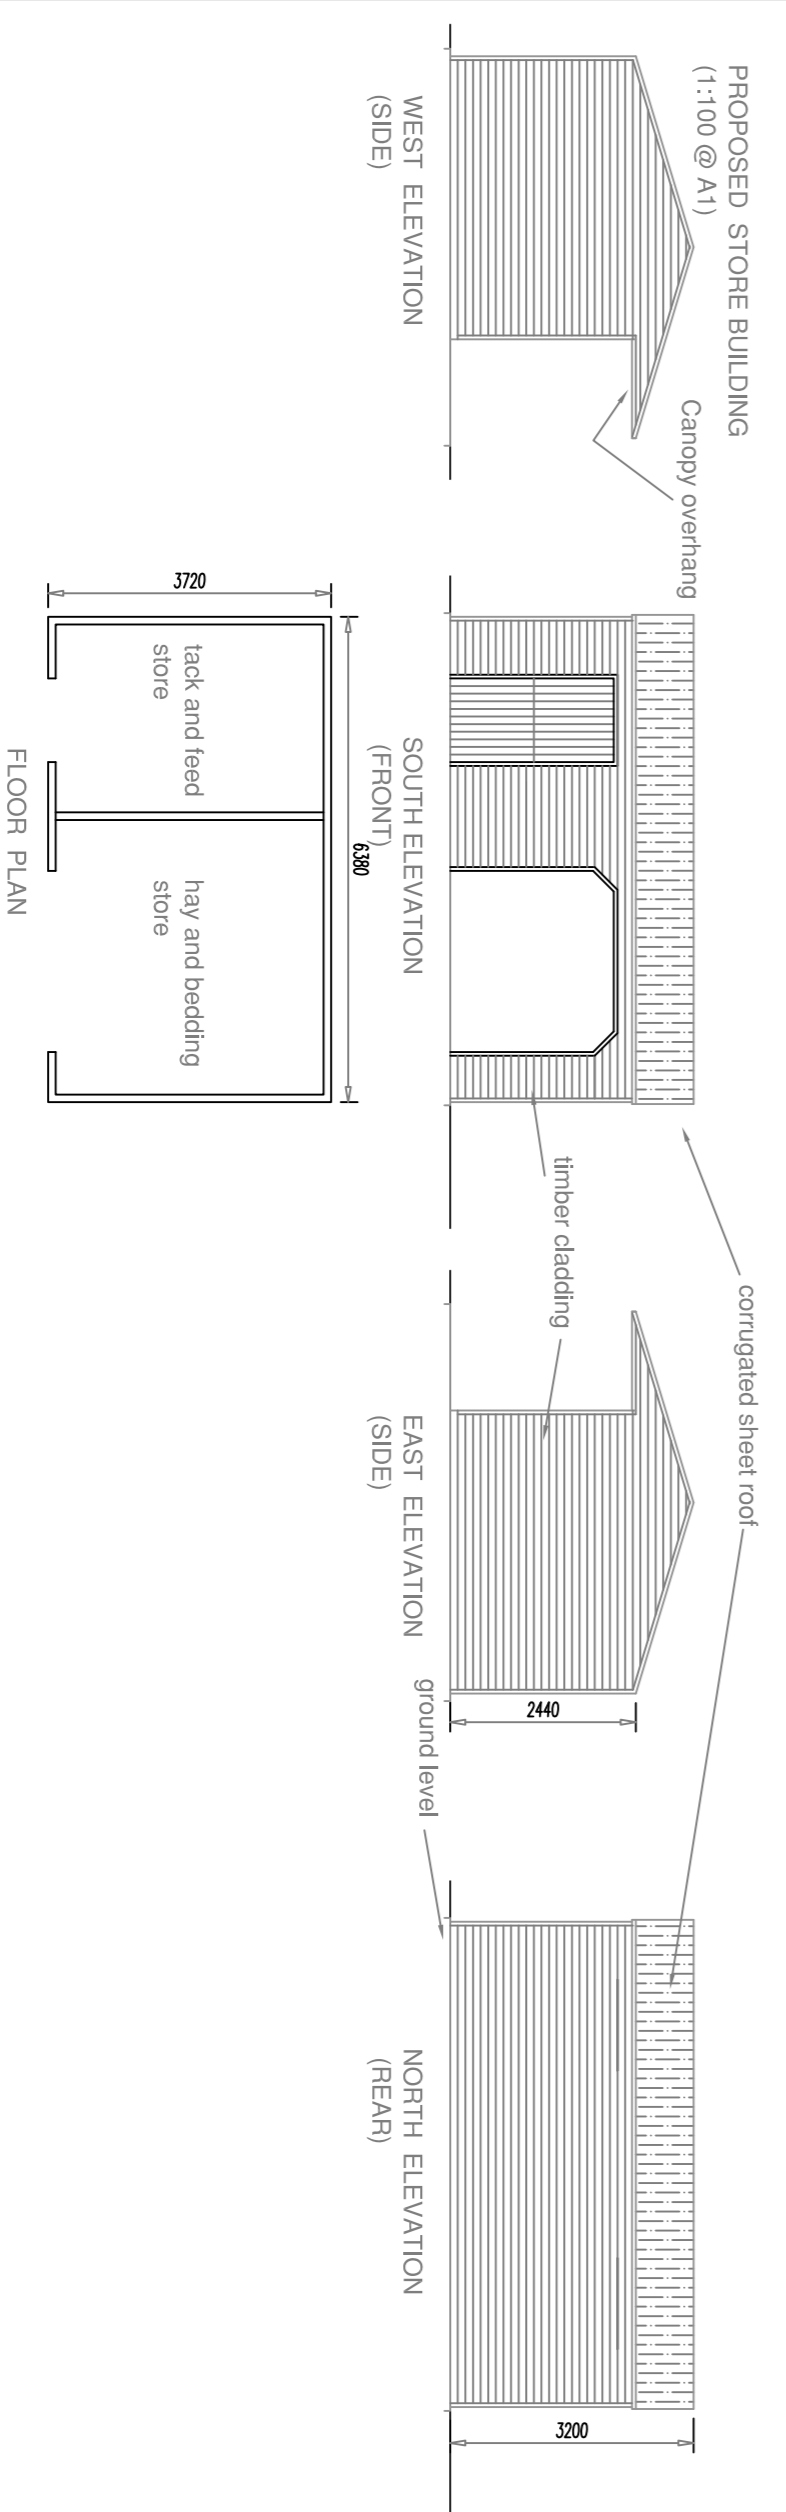 PROPOSED STORE BUILDING
(1:100 @ A1)
Canopy overhang
corrugated sheet roof
timber cladding
2440
ground level
3200
WEST ELEVATION
(SIDE)
SOUTH ELEVATION
(FRONT)
EAST ELEVATION
(SIDE)
NORTH ELEVATION
(REAR)
6380
3720
tack and feed
store
hay and bedding
store
FLOOR PLAN